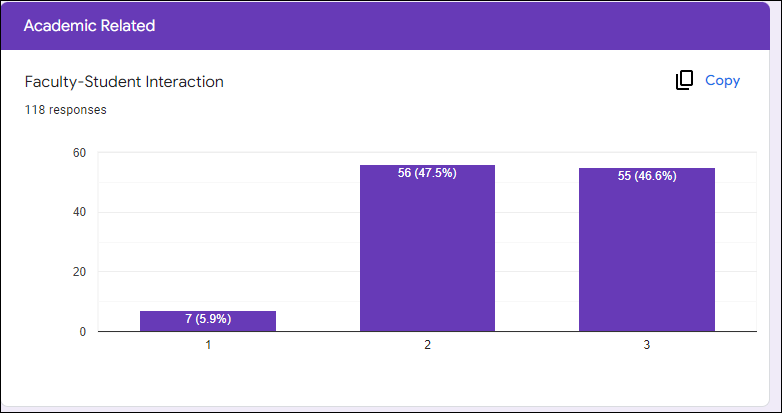 Academic Related
Faculty-Student Interaction
Copy
118 responses
60
40
20
0
7 (5.9%)
56 (47.5%)
55 (46.6%)
1
2
3